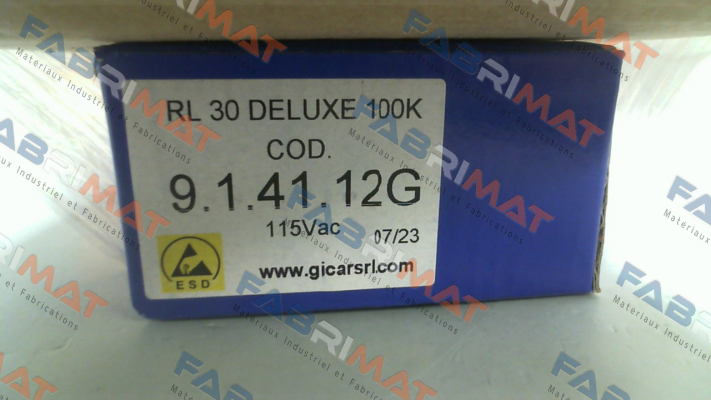 RL 30 DELUXE 100K
COD.
9.1.41.12G
115Vac 07/23
ESD
www.gicarsrl.com
FABRIMAT
Matériaux Industriel et Fabrications